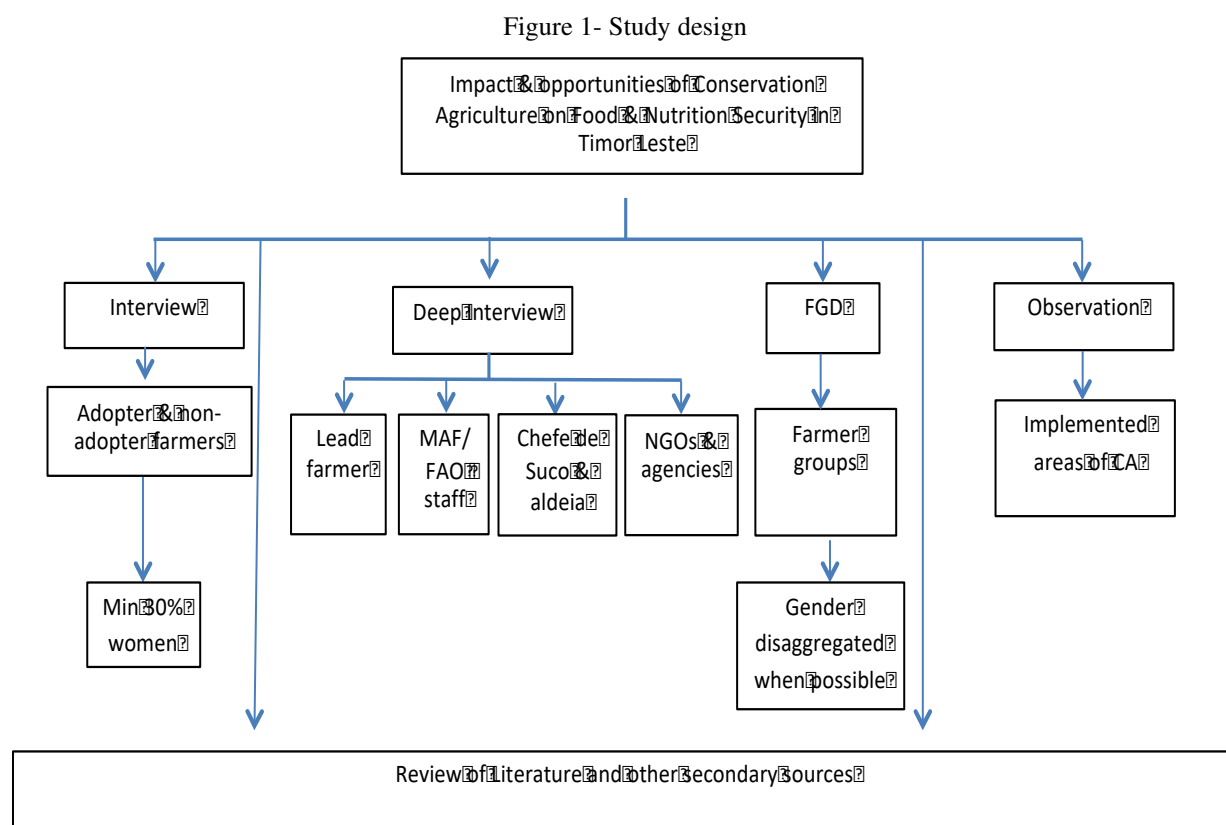 Figure 1- Study design
Impact & opportunities of Conservation
Agriculture on Food & Nutrition Security in
Timor Leste
Interview
Deep Interview
FGD
Observation
Adopter & non-
adopter farmers
Lead
farmer
MAF/
FAO
staff
Chefe de
Suco &
aldeia
NGOs &
agencies
Farmer
groups
Implemented
areas of CA
Min 30%
women
Gender
disaggregated
when possible
Review of Literature and other secondary sources